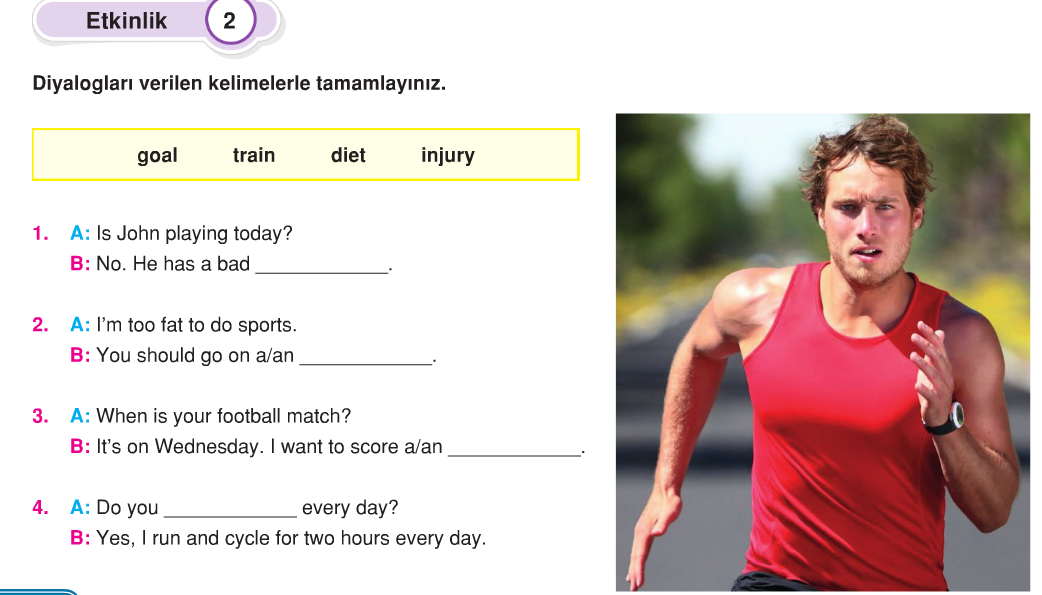 Etkinlik 2
Diyalogları verilen kelimelerle tamamlayınız.
goal train diet injury
1. A: Is John playing today?
B: No. He has a bad ____________.
2. A: I'm too fat to do sports.
B: You should go on a/an ____________.
3. A: When is your football match?
B: It's on Wednesday. I want to score a/an ____________.
4. A: Do you ____________ every day?
B: Yes, I run and cycle for two hours every day.